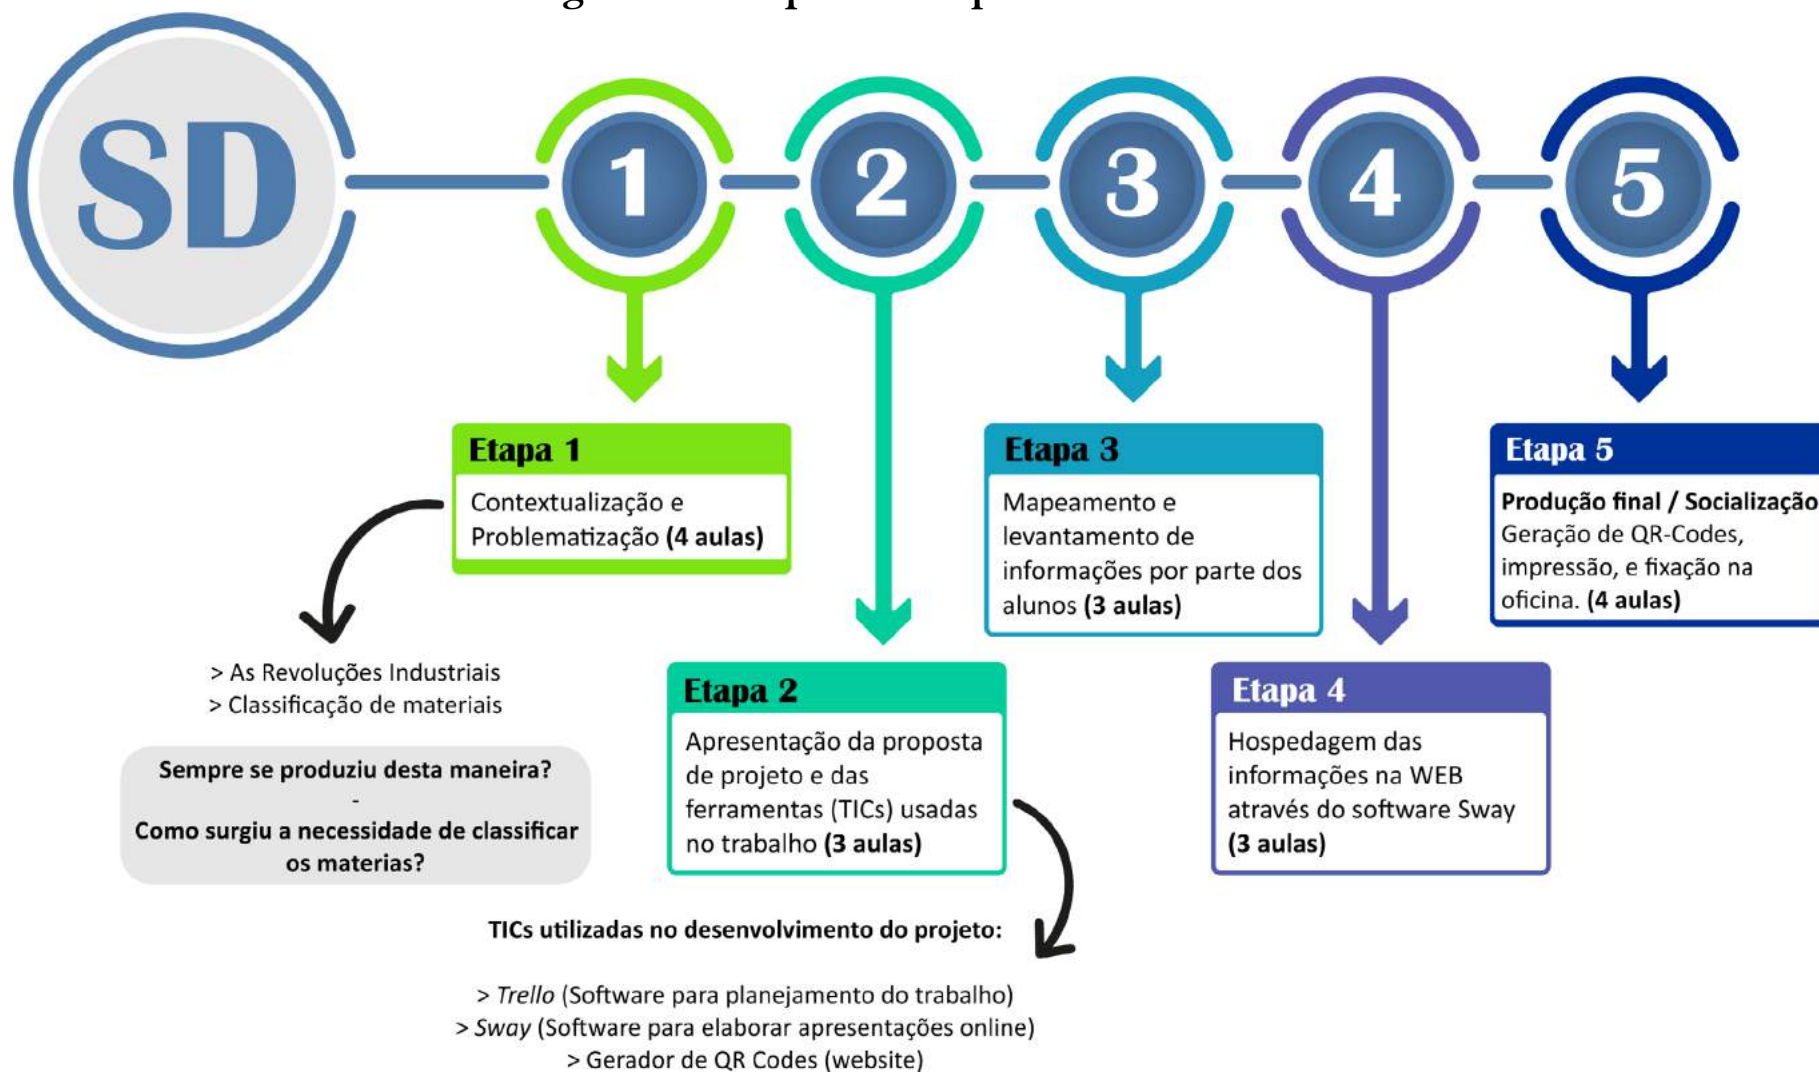 SD
1
2
3
4
5
Etapa 1
Contextualização e
Problematização (4 aulas)
> As Revoluções Industriais
> Classificação de materiais
Sempre se produziu desta maneira?
-
Como surgiu a necessidade de classificar
os materias?
Etapa 2
Apresentação da proposta
de projeto e das
ferramentas (TICs) usadas
no trabalho (3 aulas)
TICs utilizadas no desenvolvimento do projeto:
> Trello (Software para planejamento do trabalho)
> Sway (Software para elaborar apresentações online)
> Gerador de QR Codes (website)
Etapa 3
Mapeamento e
levantamento de
informações por parte dos
alunos (3 aulas)
Etapa 4
Hospedagem das
informações na WEB
através do software Sway
(3 aulas)
Etapa 5
Produção final / Socialização
Geração de QR-Codes,
impressão, e fixação na
oficina. (4 aulas)